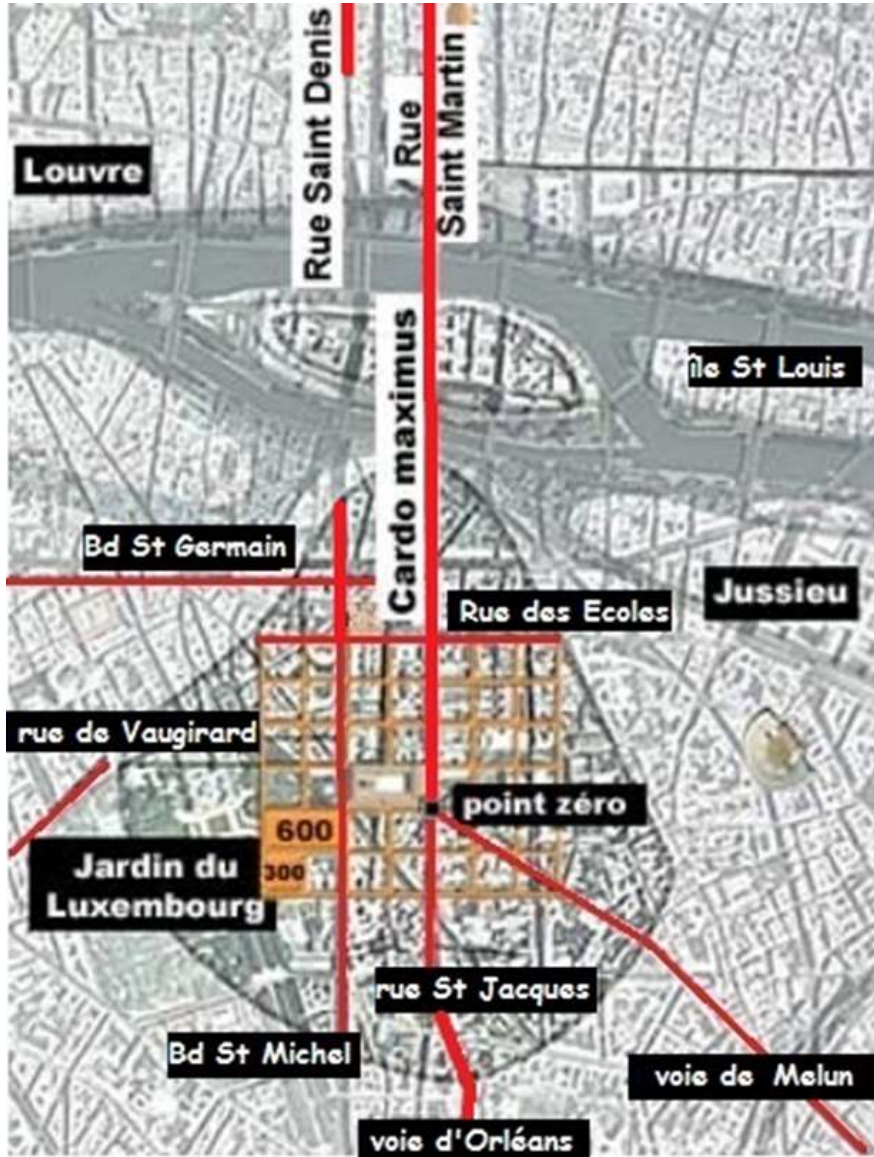 Rue Saint Denis
Rue
Saint Martin
Louvre
Cardo maximus
île St Louis
Bd St Germain
Jussieu
Rue des Ecoles
rue de Vaugirard
point zéro
600
300
Jardin du
Luxembourg
rue St Jacques
Bd St Michel
voie de Melun
voie d'Orléans